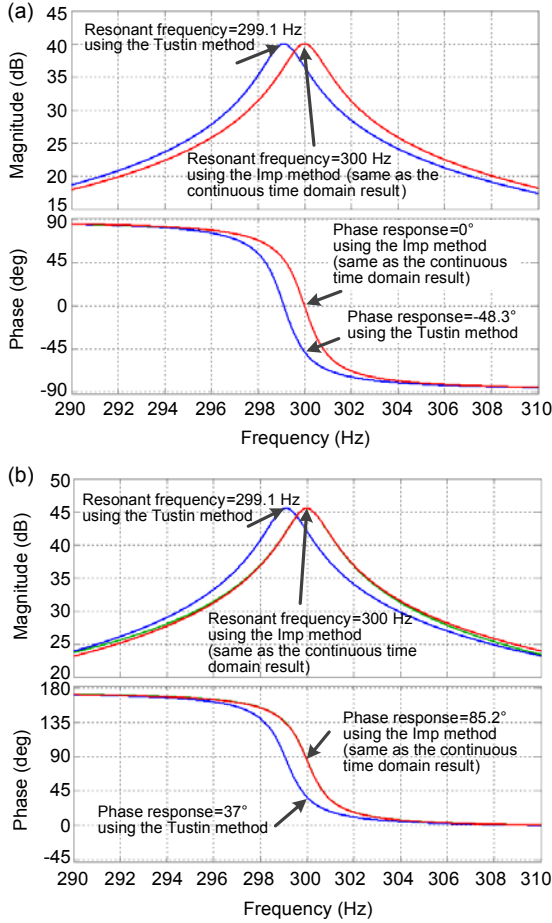 (a)
45
40
35
30
25
20
15
Magnitude (dB)
Resonant frequency=299.1 Hz
using the Tustin method
Resonant frequency=300 Hz
using the Imp method (same as the
continuous time domain result)
90
45
0
-45
-90
Phase (deg)
Phase response=0°
using the Imp method
(same as the continuous
time domain result)
Phase response=-48.3°
using the Tustin method
290 292 294 296 298 300 302 304 306 308 310
Frequency (Hz)
(b)
50
45
40
35
30
25
20
Magnitude (dB)
Resonant frequency=299.1 Hz
using the Tustin method
Resonant frequency=300 Hz
using the Imp method
(same as the continuous time
domain result)
180
135
90
45
0
-45
Phase (deg)
Phase response=85.2°
using the Imp method
(same as the continuous
time domain result)
Phase response=37°
using the Tustin method
290 292 294 296 298 300 302 304 306 308 310
Frequency (Hz)